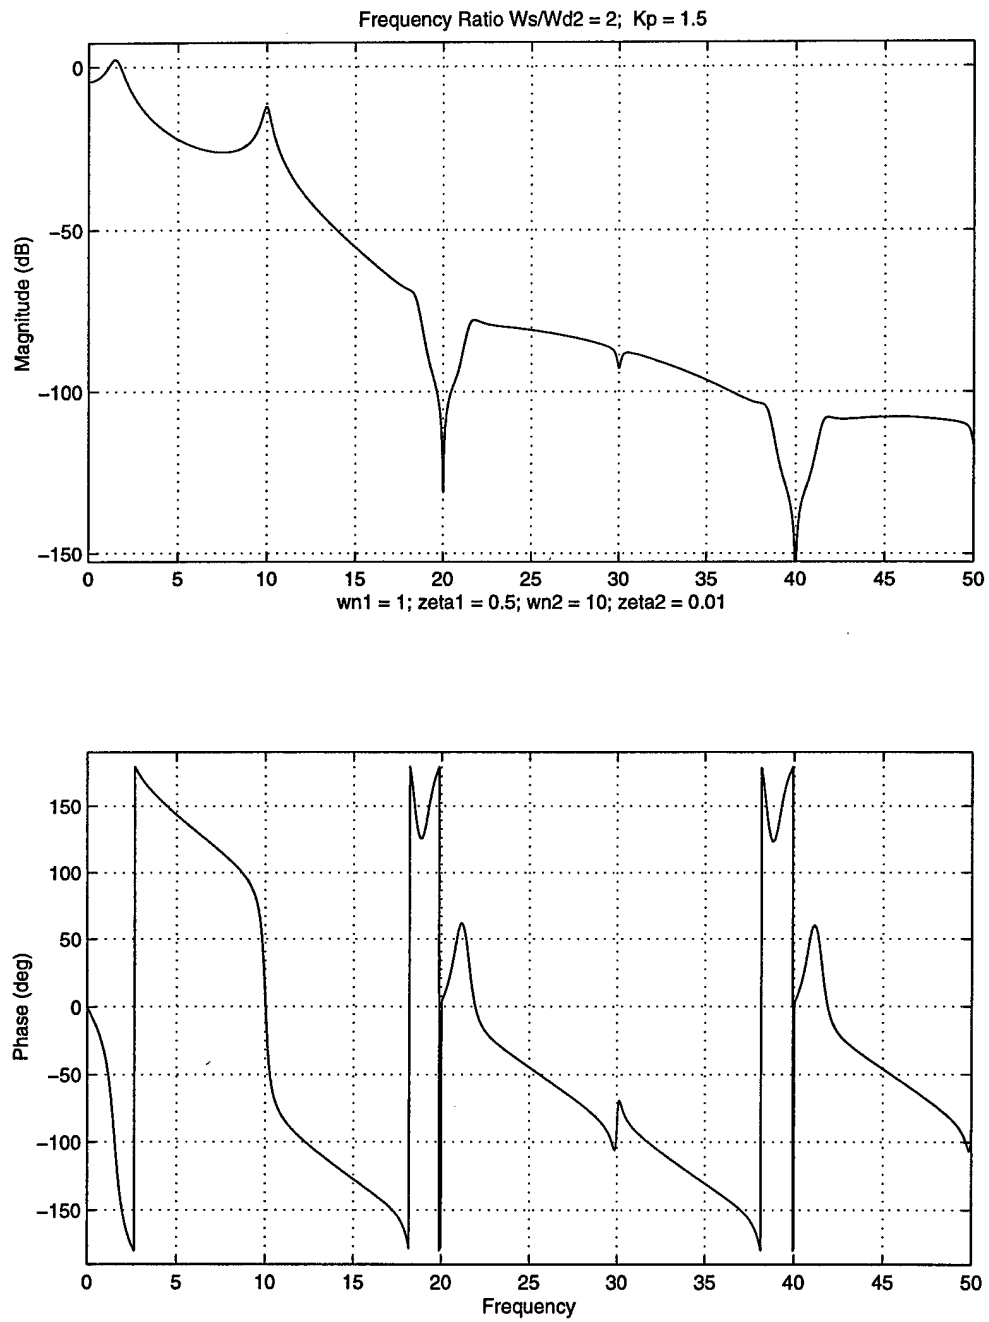 Frequency Ratio Ws/Wd2 = 2; Kp = 1.5
Magnitude (dB)
0
−50
−100
−150
0 5 10 15 20 25 30 35 40 45 50
wn1 = 1; zeta1 = 0.5; wn2 = 10; zeta2 = 0.01
Phase (deg)
150
100
50
0
−50
−100
−150
0 5 10 15 20 25 30 35 40 45 50
Frequency